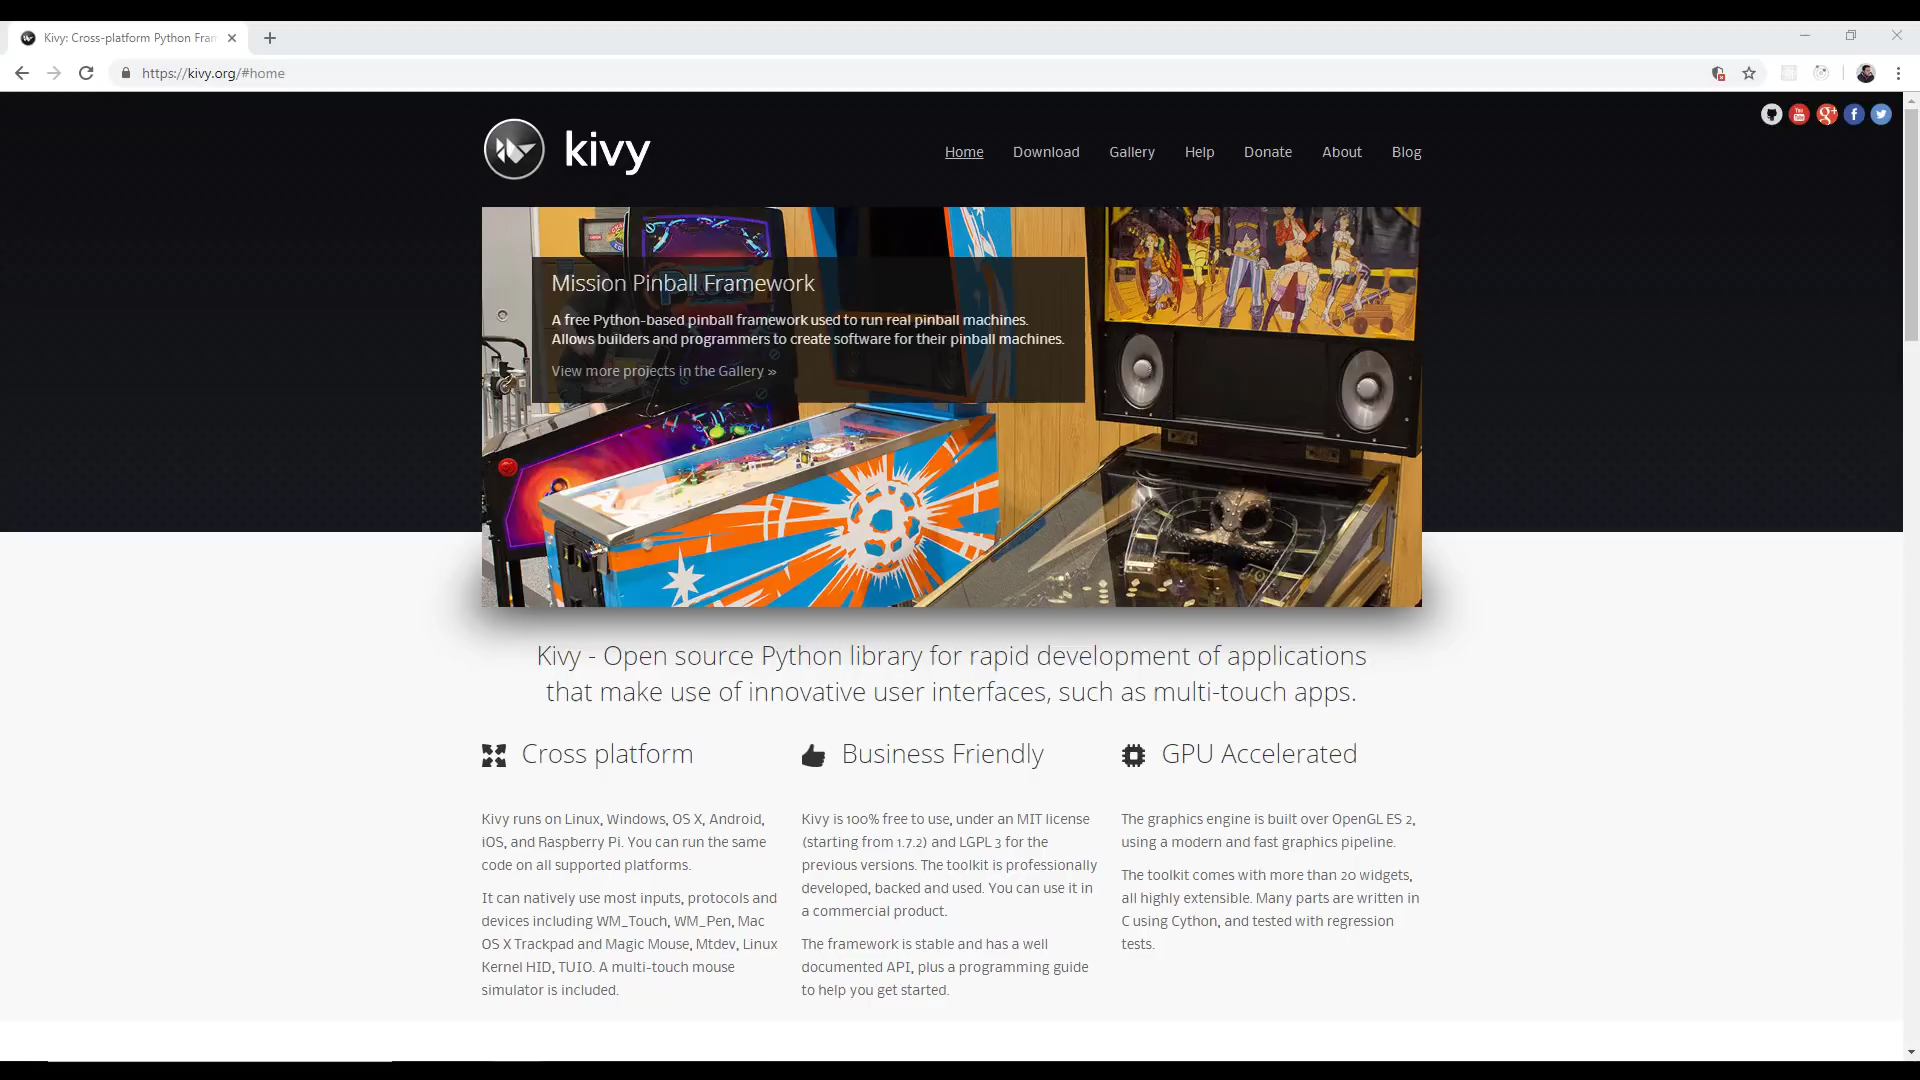 Kivy: Cross-platform Python Fram
https://kivy.org/#home
kivy
Home Download Gallery Help Donate About Blog
Mission Pinball Framework
A free Python-based pinball framework used to run real pinball machines.
Allows builders and programmers to create software for their pinball machines.
View more projects in the Gallery »
Kivy - Open source Python library for rapid development of applications
that make use of innovative user interfaces, such as multi-touch apps.
Cross platform
Kivy runs on Linux, Windows, OS X, Android,
iOS, and Raspberry Pi. You can run the same
code on all supported platforms.
It can natively use most inputs, protocols and
devices including WM_Touch, WM_Pen, Mac
OS X Trackpad and Magic Mouse, Mtdev, Linux
Kernel HID, TUIO. A multi-touch mouse
simulator is included.
Business Friendly
Kivy is 100% free to use, under an MIT license
(starting from 1.7.2) and LGPL 3 for the
previous versions. The toolkit is professionally
developed, backed and used. You can use it in
a commercial product.
The framework is stable and has a well
documented API, plus a programming guide
to help you get started.
GPU Accelerated
The graphics engine is built over OpenGL ES 2,
using a modern and fast graphics pipeline.
The toolkit comes with more than 20 widgets,
all highly extensible. Many parts are written in
C using Cython, and tested with regression
tests.